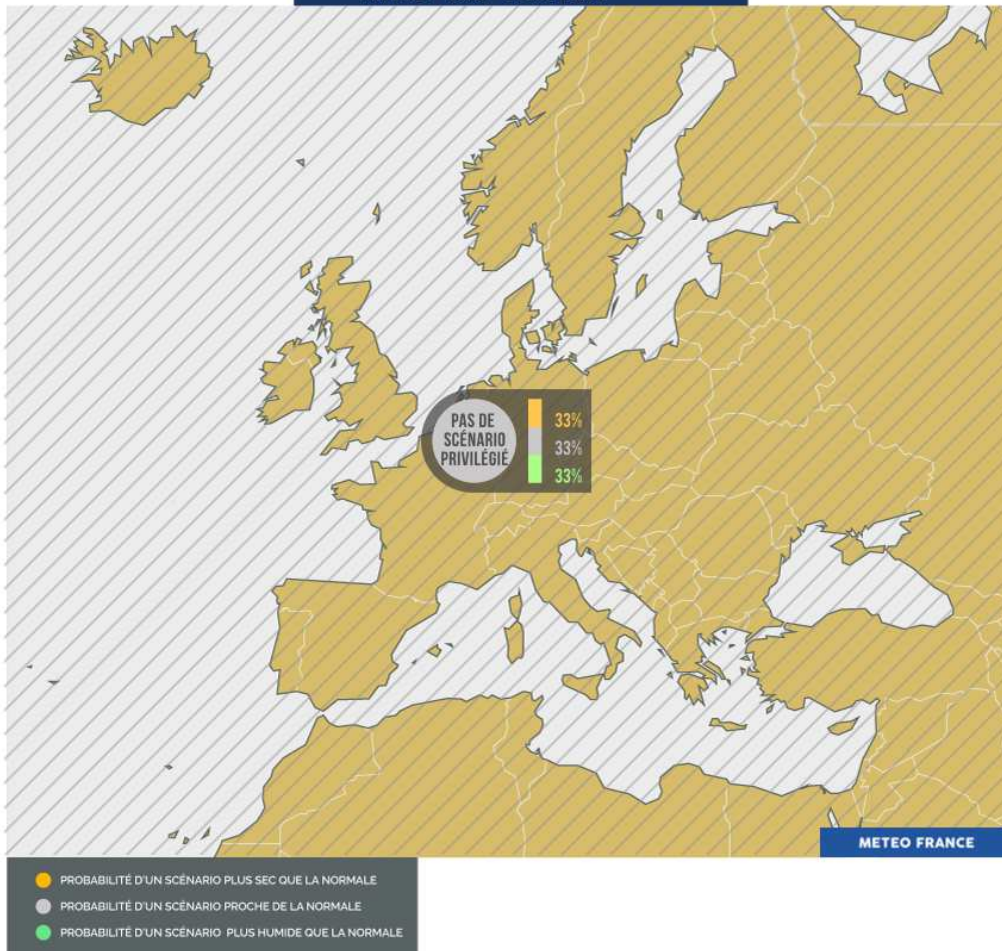 PAS DE
SCÉNARIO
PRIVILÉGIÉ
33%
33%
33%
METEO FRANCE
PROBABILITÉ D'UN SCÉNARIO PLUS SEC QUE LA NORMALE
PROBABILITÉ D'UN SCÉNARIO PROCHE DE LA NORMALE
PROBABILITÉ D'UN SCÉNARIO PLUS HUMIDE QUE LA NORMALE